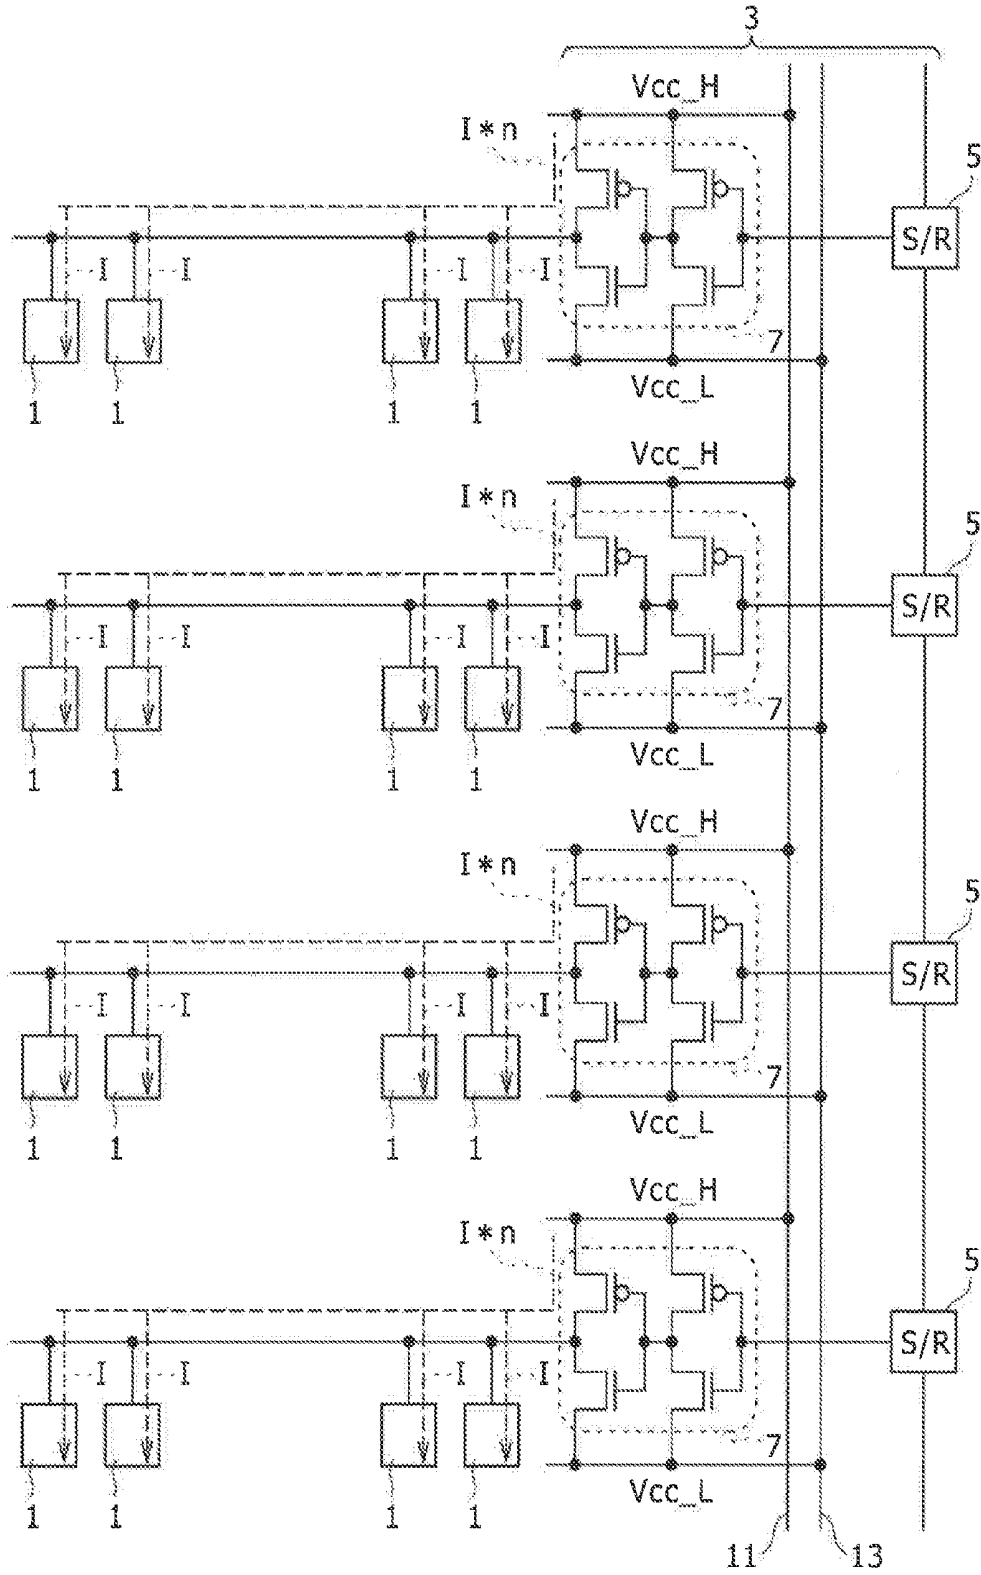 3
Vcc_H
I*n
5
S/R
I I I I
7
1 1 1 1
Vcc_L
Vcc_H
I*n
5
S/R
I I I I
7
1 1 1 1
Vcc_L
Vcc_H
I*n
5
S/R
I I I I
7
1 1 1 1
Vcc_L
Vcc_H
I*n
5
S/R
I I I I
7
1 1 1 1
Vcc_L
11 13